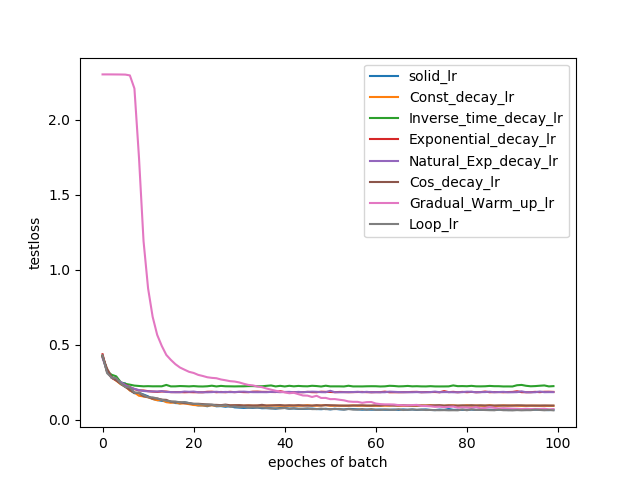 solid_lr
Const_decay_lr
Inverse_time_decay_lr
Exponential_decay_lr
Natural_Exp_decay_lr
Cos_decay_lr
Gradual_Warm_up_lr
Loop_lr
2.0
1.5
1.0
0.5
0.0
testloss
0 20 40 60 80 100
epoches of batch